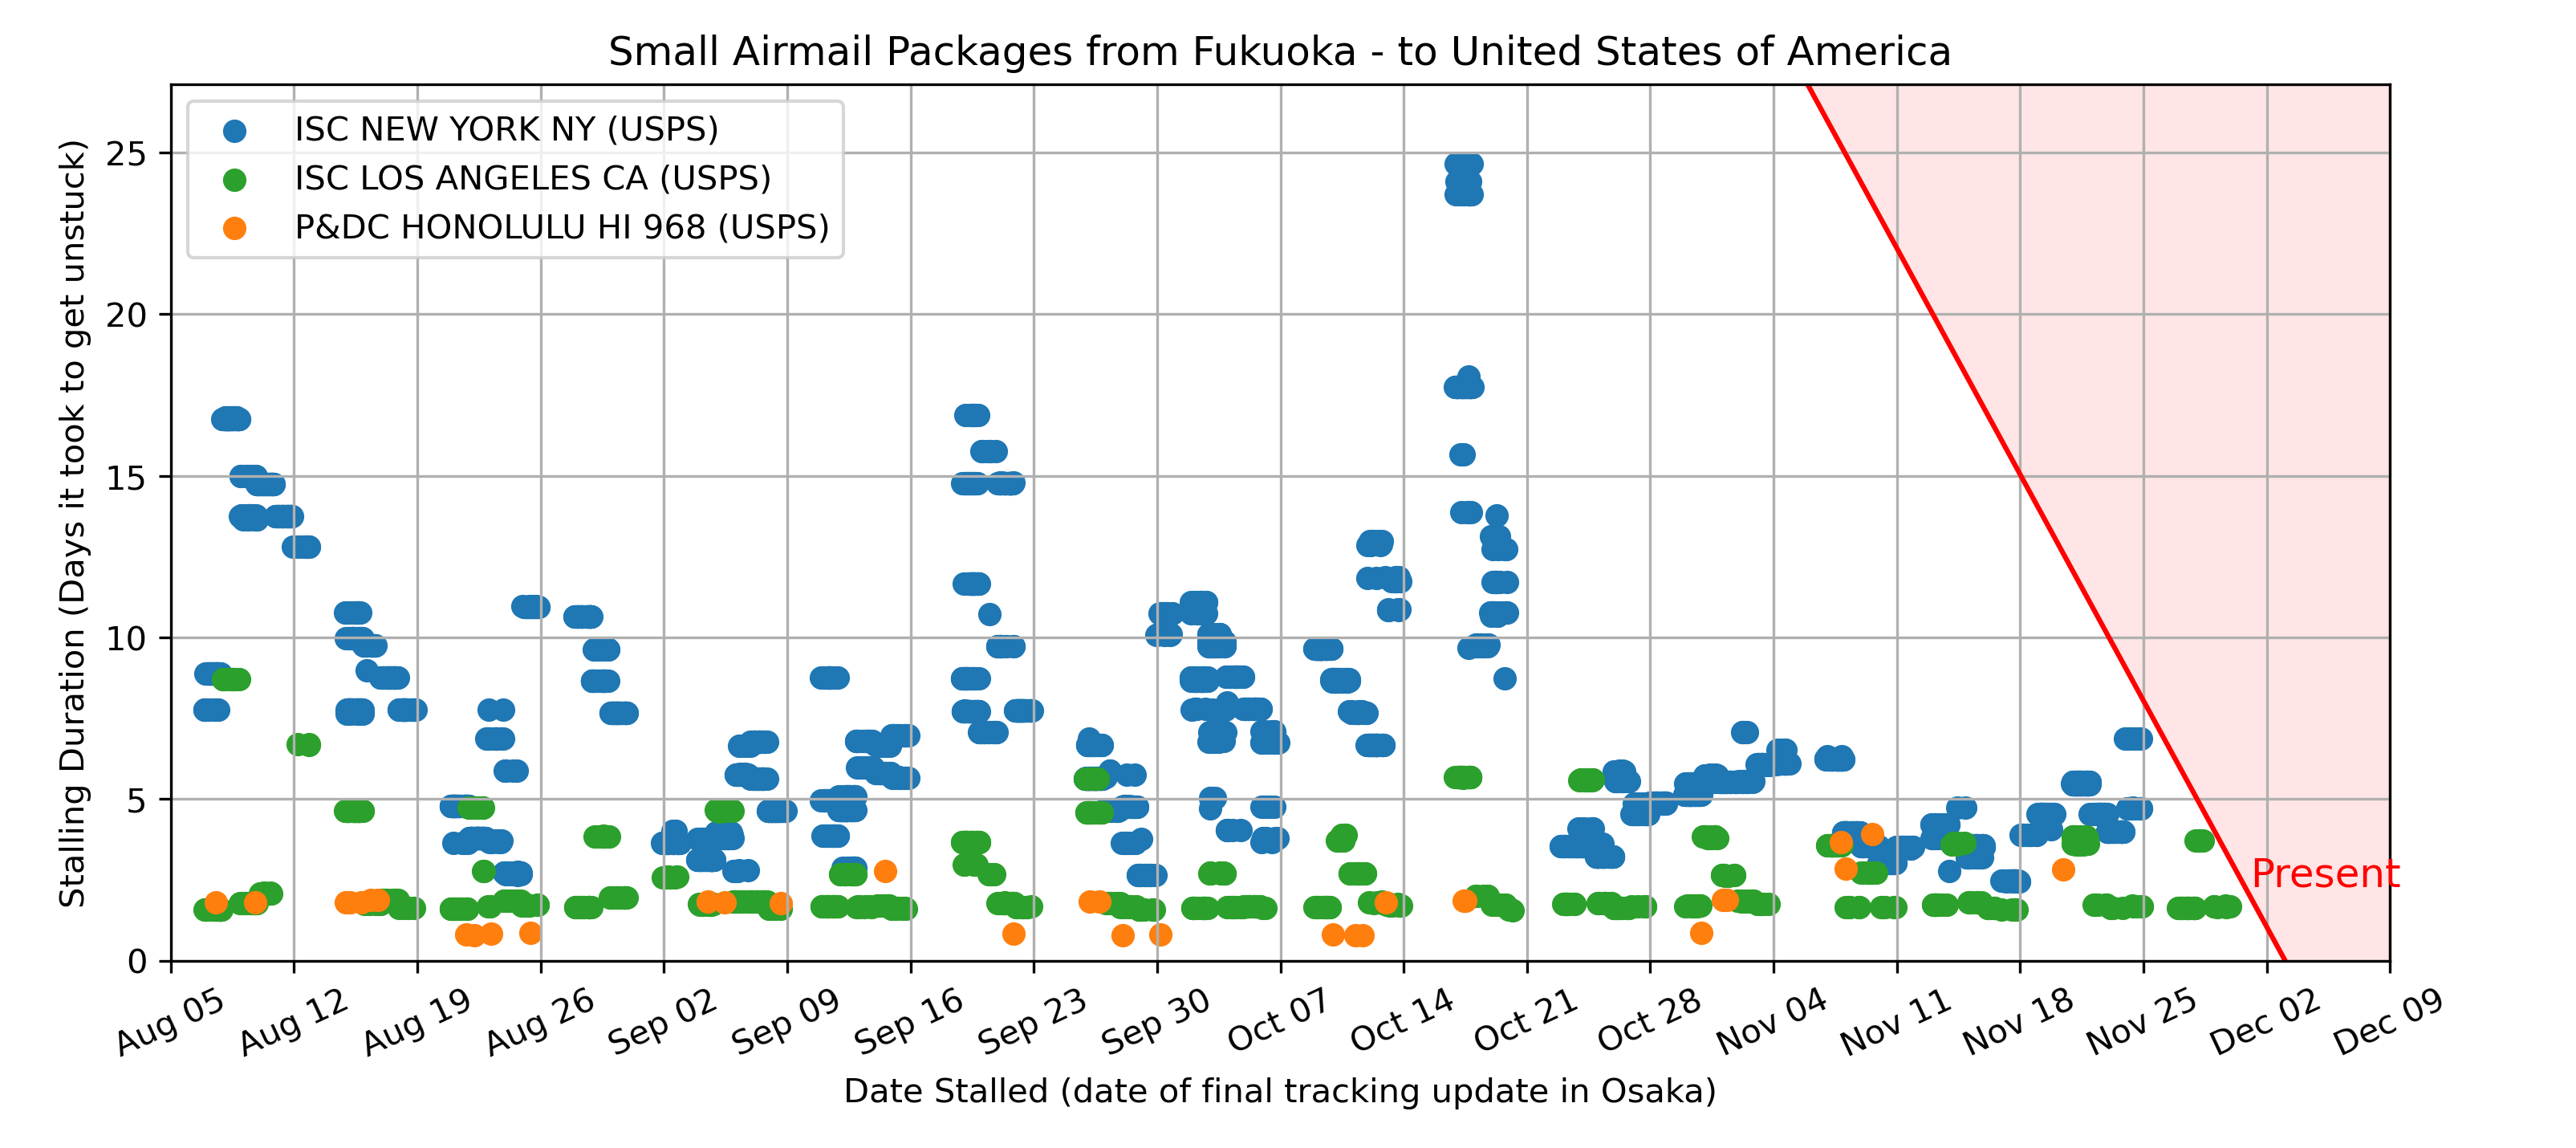 Small Airmail Packages from Fukuoka - to United States of America
ISC NEW YORK NY (USPS)
ISC LOS ANGELES CA (USPS)
P&DC HONOLULU HI 968 (USPS)
Stalling Duration (Days it took to get unstuck)
25
20
15
10
5
0
Present
Aug 05
Aug 12
Aug 19
Aug 26
Sep 02
Sep 09
Sep 16
Sep 23
Sep 30
Oct 07
Oct 14
Oct 21
Oct 28
Nov 04
Nov 11
Nov 18
Nov 25
Dec 02
Dec 09
Date Stalled (date of final tracking update in Osaka)